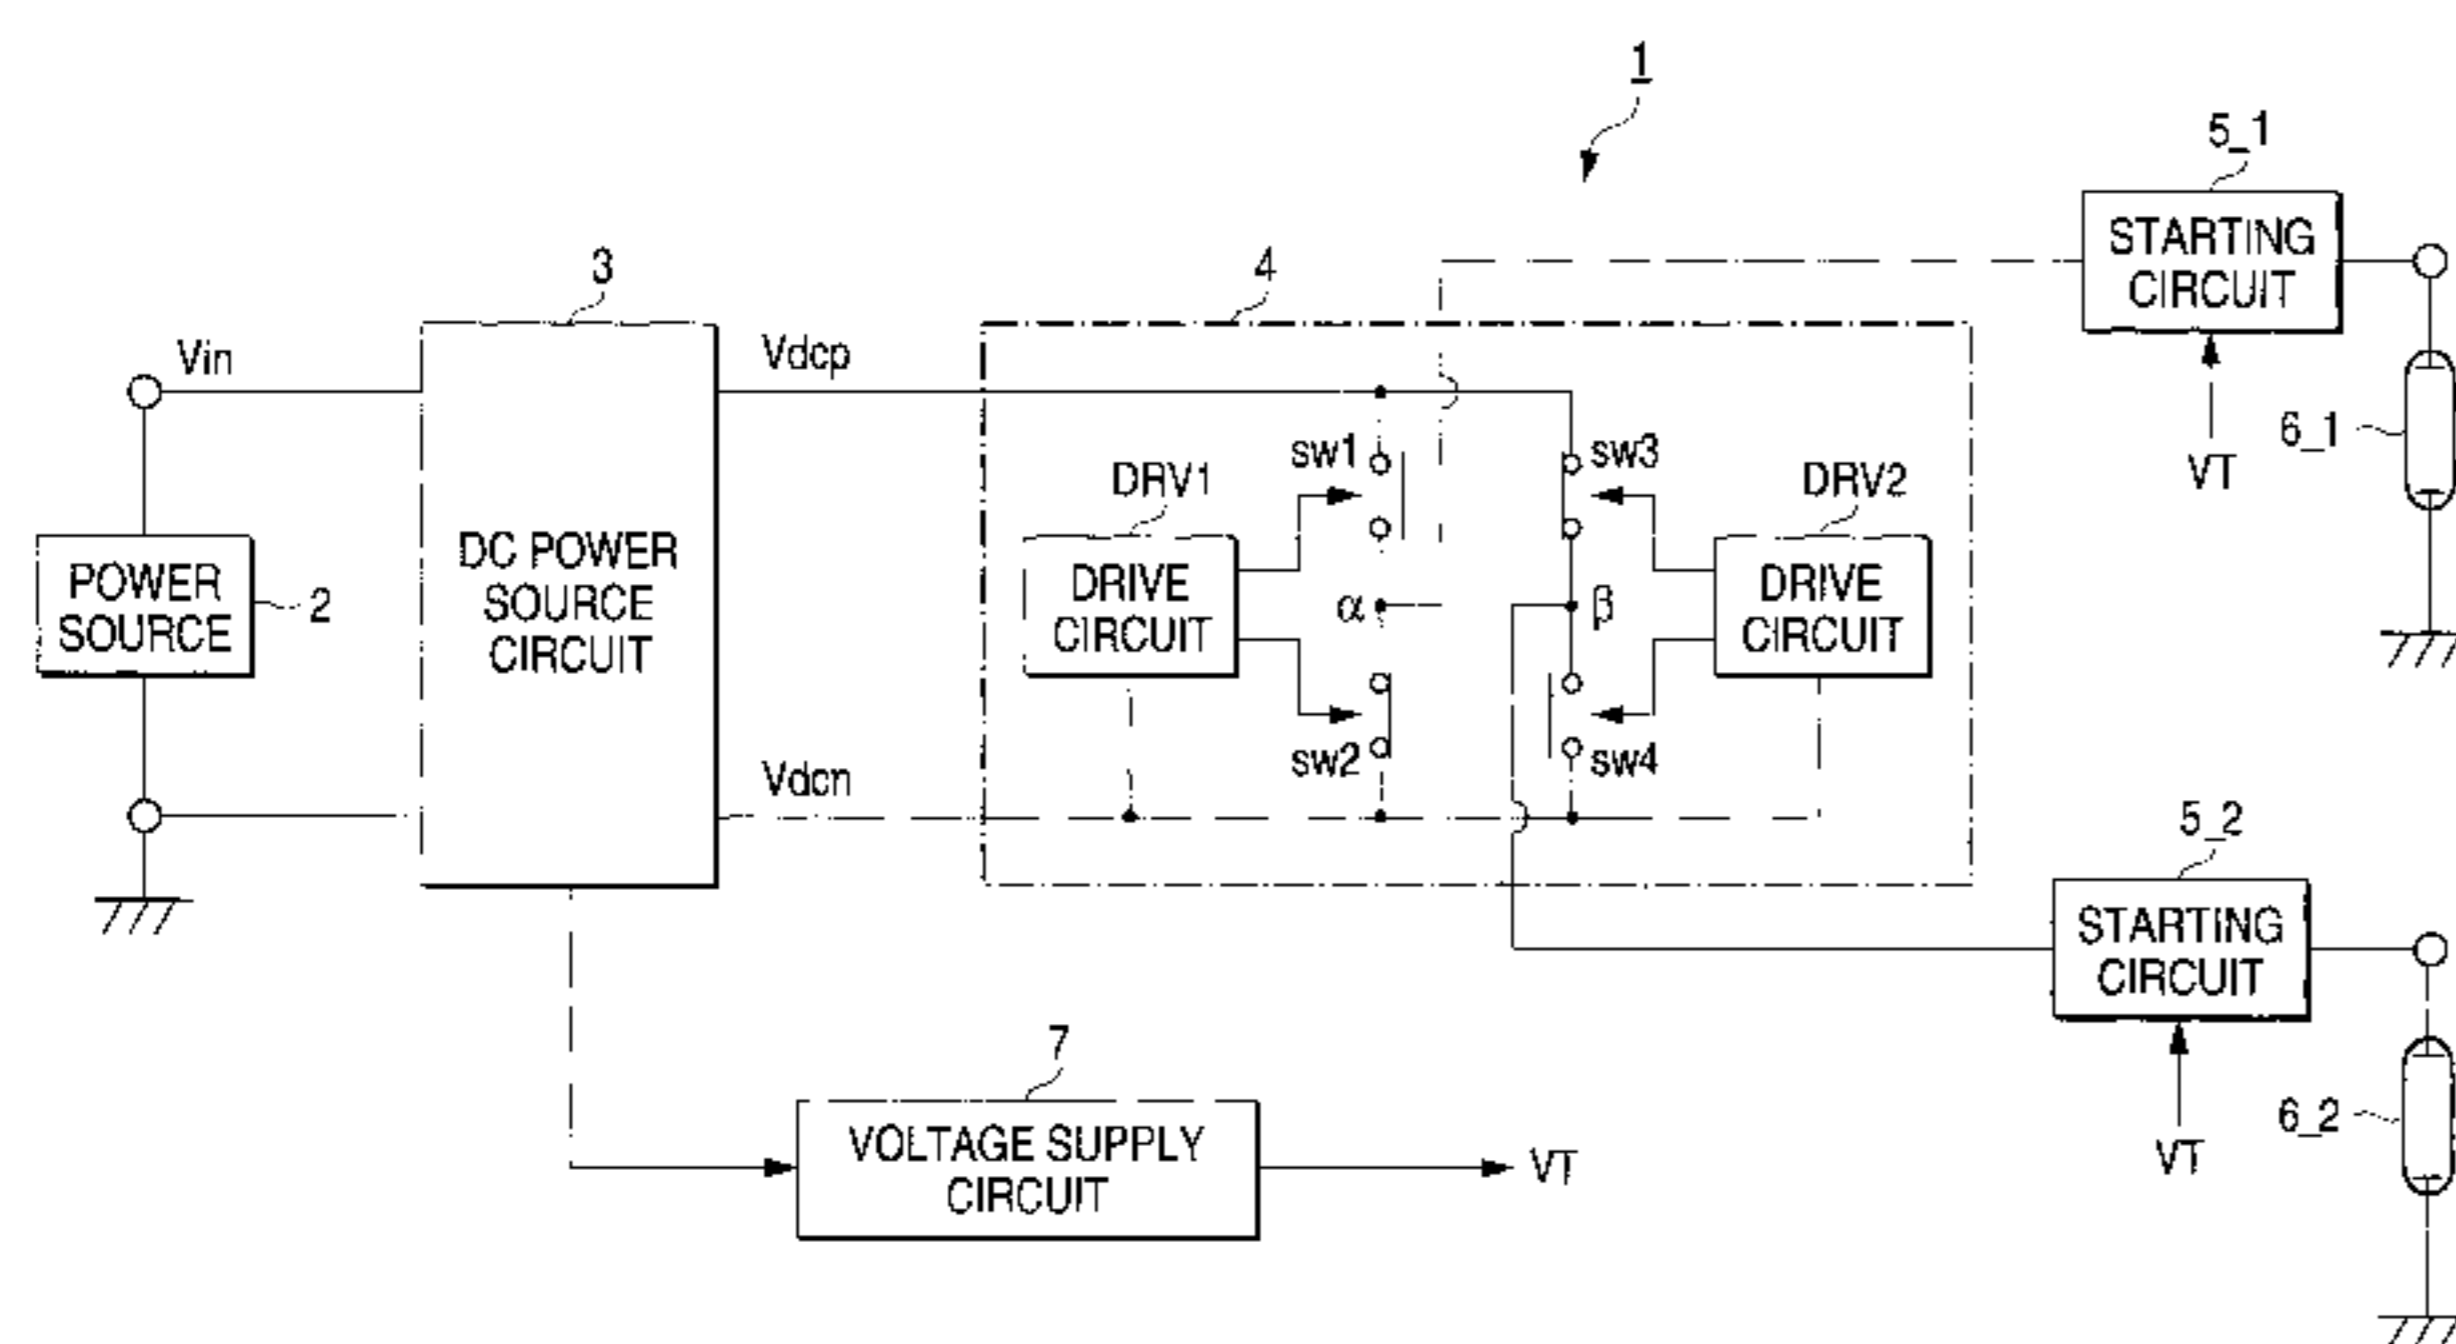 1
5_1
STARTING
CIRCUIT
3
4
Vin
Vdcp
6_1
VT
sw1
sw3
DRV1
DRV2
POWER
SOURCE
2
DC POWER
SOURCE
CIRCUIT
DRIVE
CIRCUIT
α
β
DRIVE
CIRCUIT
sw2
sw4
Vdcn
5_2
STARTING
CIRCUIT
7
VOLTAGE SUPPLY
CIRCUIT
VT
6_2
VT